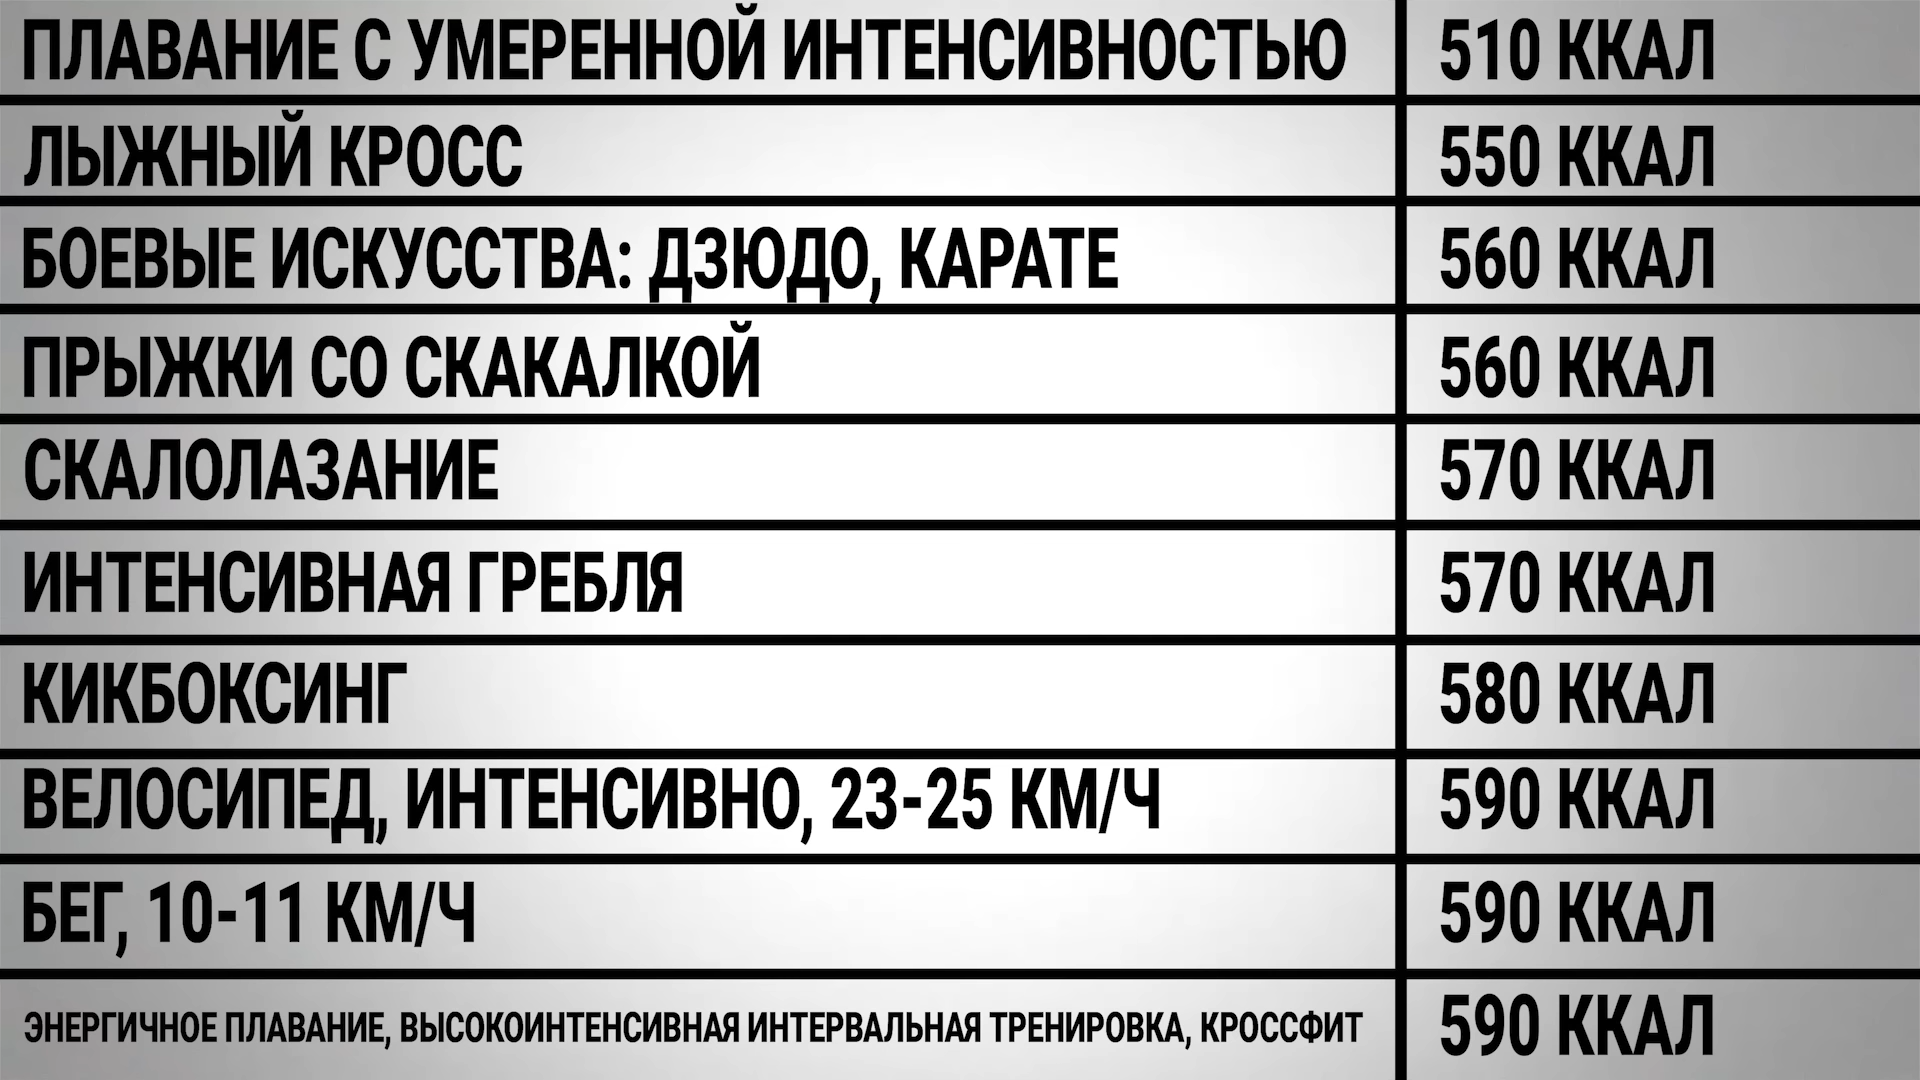 ПЛАВАНИЕ С УМЕРЕННОЙ ИНТЕНСИВНОСТЬЮ 510 ККАЛ
ЛЫЖНЫЙ КРОСС 550 ККАЛ
БОЕВЫЕ ИСКУССТВА: ДЗЮДО, КАРАТЕ 560 ККАЛ
ПРЫЖКИ СО СКАКАЛКОЙ 560 ККАЛ
СКАЛОЛАЗАНИЕ 570 ККАЛ
ИНТЕНСИВНАЯ ГРЕБЛЯ 570 ККАЛ
КИКБОКСИНГ 580 ККАЛ
ВЕЛОСИПЕД, ИНТЕНСИВНО, 23-25 КМ/Ч 590 ККАЛ
БЕГ, 10-11 КМ/Ч 590 ККАЛ
ЭНЕРГИЧНОЕ ПЛАВАНИЕ, ВЫСОКОИНТЕНСИВНАЯ ИНТЕРВАЛЬНАЯ ТРЕНИРОВКА, КРОССФИТ 590 ККАЛ